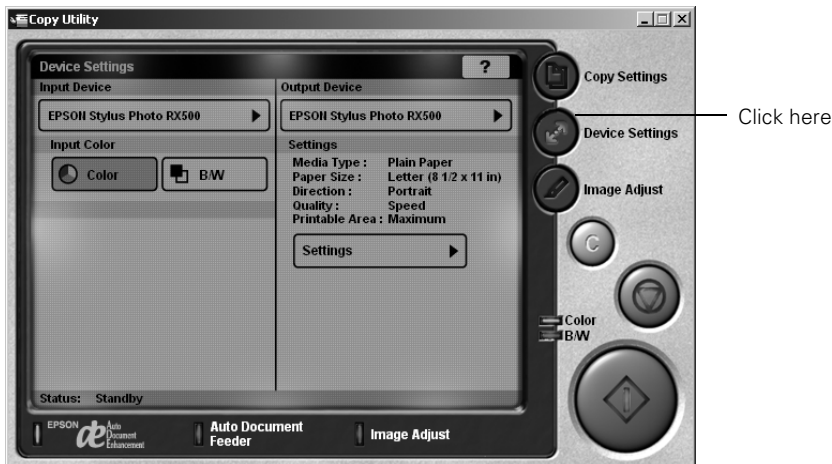 Copy Utility
Device Settings
?
Input Device
EPSON Stylus Photo RX500
Input Color
Color
B/W
Output Device
EPSON Stylus Photo RX500
Settings
Media Type : Plain Paper
Paper Size : Letter (8 1/2 x 11 in)
Direction : Portrait
Quality : Speed
Printable Area : Maximum
Settings
Status: Standby
Copy Settings
Device Settings
Click here
Image Adjust
C
Color
B/W
EPSON
Auto
Document
Enhancement
Auto Document
Feeder
Image Adjust